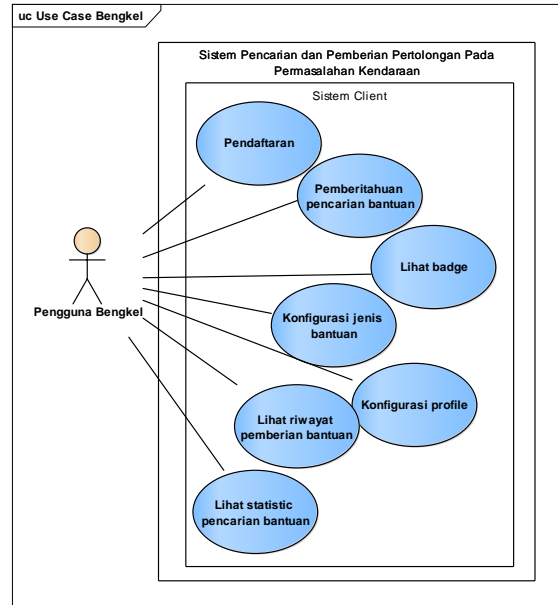 uc Use Case Bengkel
Sistem Pencarian dan Pemberian Pertolongan Pada
Permasalahan Kendaraan
Sistem Client
Pendaftaran
Pemberitahuan
pencarian bantuan
Lihat badge
Pengguna Bengkel
Konfigurasi jenis
bantuan
Konfigurasi profile
Lihat riwayat
pemberian bantuan
Lihat statistic
pencarian bantuan